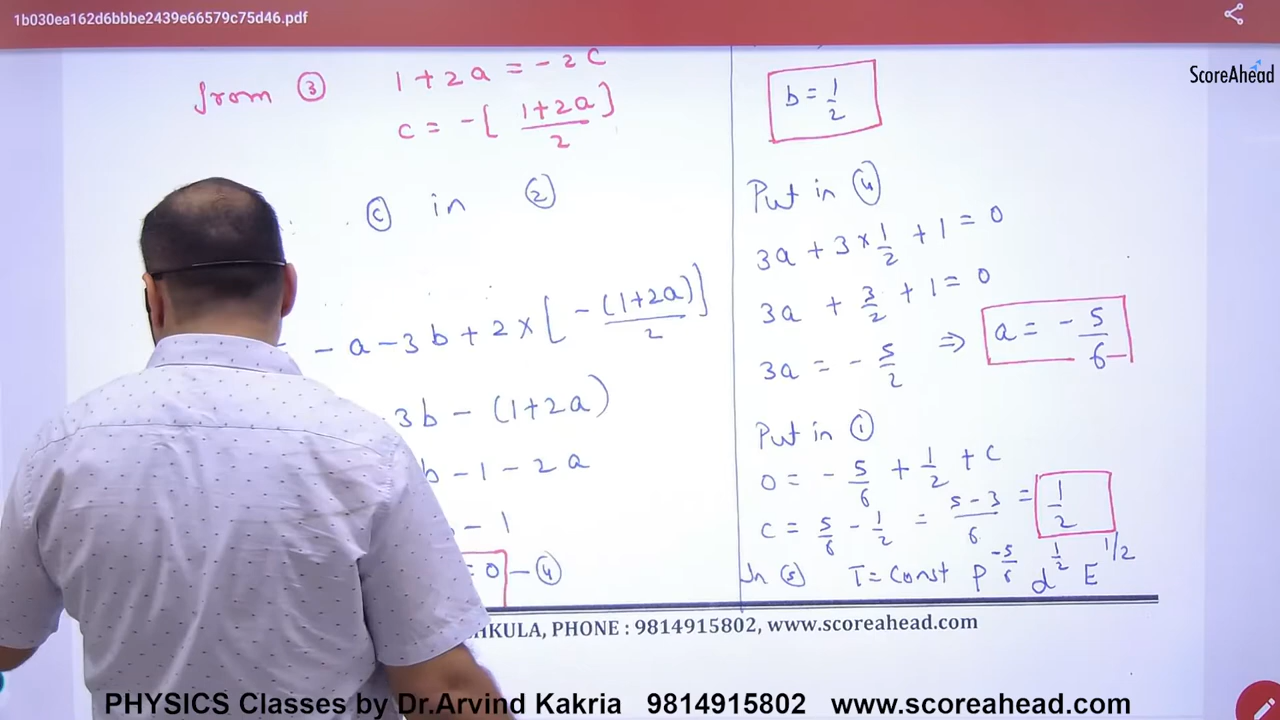 1b030ea162d6bbbe2439e66579c75d46.pdf
ScoreAhead
from ③ 1 + 2a = -2c
c = -[ (1+2a)/2 ]
ⓒ in ②
- a - 3b + 2 × [ -(1+2a)/2 ]
3b - (1+2a)
b - 1 - 2a
- 1
= 0 - ④
b = 1/2
Put in ④
3a + 3 × 1/2 + 1 = 0
3a + 3/2 + 1 = 0
3a = - 5/2 ⇒ a = - 5/6
Put in ①
0 = - 5/6 + 1/2 + c
c = 5/6 - 1/2 = (5-3)/6 = 1/2
In ⑤ T = Const P^-5/6 d^1/2 E^1/2
HKULA, PHONE : 9814915802, www.scoreahead.com
PHYSICS Classes by Dr.Arvind Kakria 9814915802 www.scoreahead.com